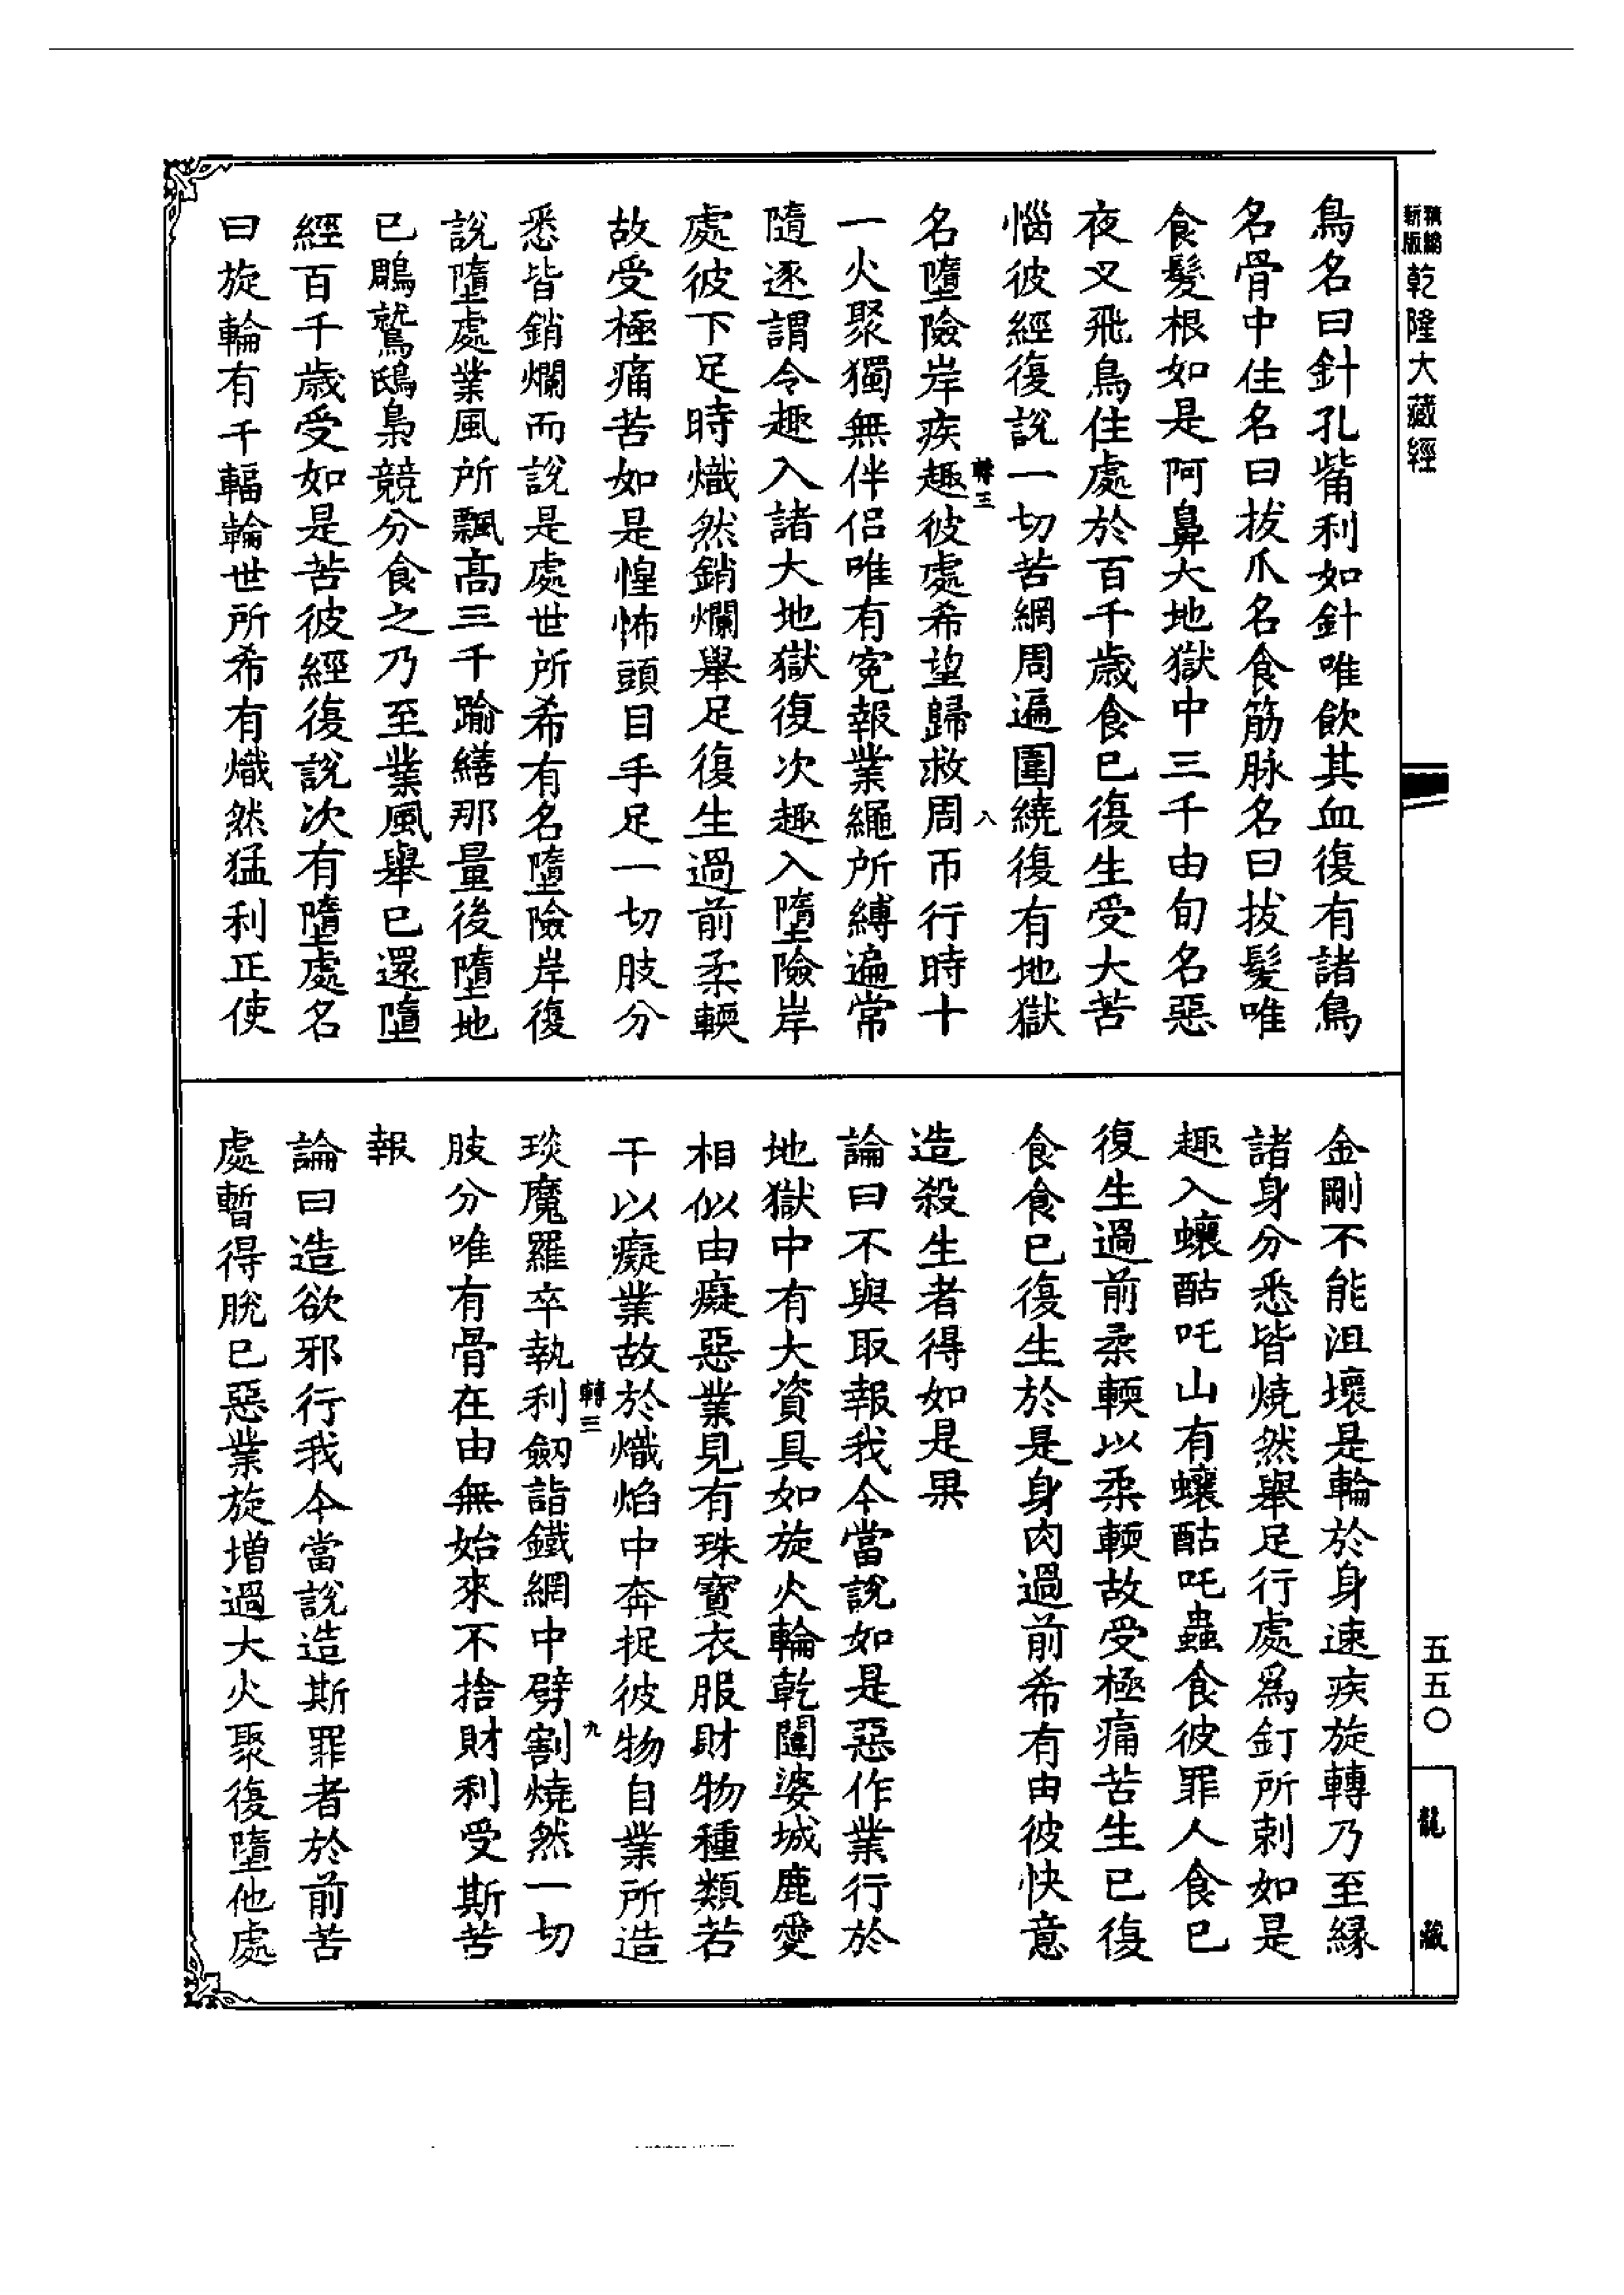 精縮
新版
乾隆大藏經
鳥名曰針孔觜利如針唯飲其血復有諸鳥
名骨中住名曰拔爪名食筋脉名曰拔髮唯
食髮根如是阿鼻大地獄中三千由旬名惡
夜叉飛鳥住處於百千歲食已復生受大苦
惱彼經復說一切苦網周遍圍繞復有地獄
轉三
八
名墮險岸疾趣彼處希望歸救周帀行時十
一火聚獨無伴侶唯有寃報業繩所縛遍常
隨逐謂令趣入諸大地獄復次趣入墮險岸
處彼下足時熾然銷爛舉足復生過前柔輭
故受極痛苦如是惶怖頭目手足一切肢分
悉皆銷爛而說是處世所希有名墮險岸復
說墮處業風所飄高三千踰繕那量後墮地
已鵰鷲鴟梟競分食之乃至業風舉已還墮
經百千歲受如是苦彼經復說次有墮處名
曰旋輪有千輻輪世所希有熾然猛利正使
金剛不能沮壞是輪於身速疾旋轉乃至緣
諸身分悉皆燒然舉足行處爲釘所刺如是
趣入蠰酤吒山有蠰酤吒蟲食彼罪人食已
復生過前柔輭以柔輭故受極痛苦生已復
食食已復生於是身肉過前希有由彼快意
造殺生者得如是果
論曰不與取報我今當說如是惡作業行於
地獄中有大資具如旋火輪乾闥婆城鹿愛
相似由癡惡業見有珠寶衣服財物種類若
干以癡業故於熾焰中奔捉彼物自業所造
轉三
九
琰魔羅卒執利劒詣鐵網中劈割燒然一切
肢分唯有骨在由無始來不捨財利受斯苦
報
論曰造欲邪行我今當說造斯罪者於前苦
處暫得脫已惡業旋增過大火聚復墮他處
五五〇
龍藏